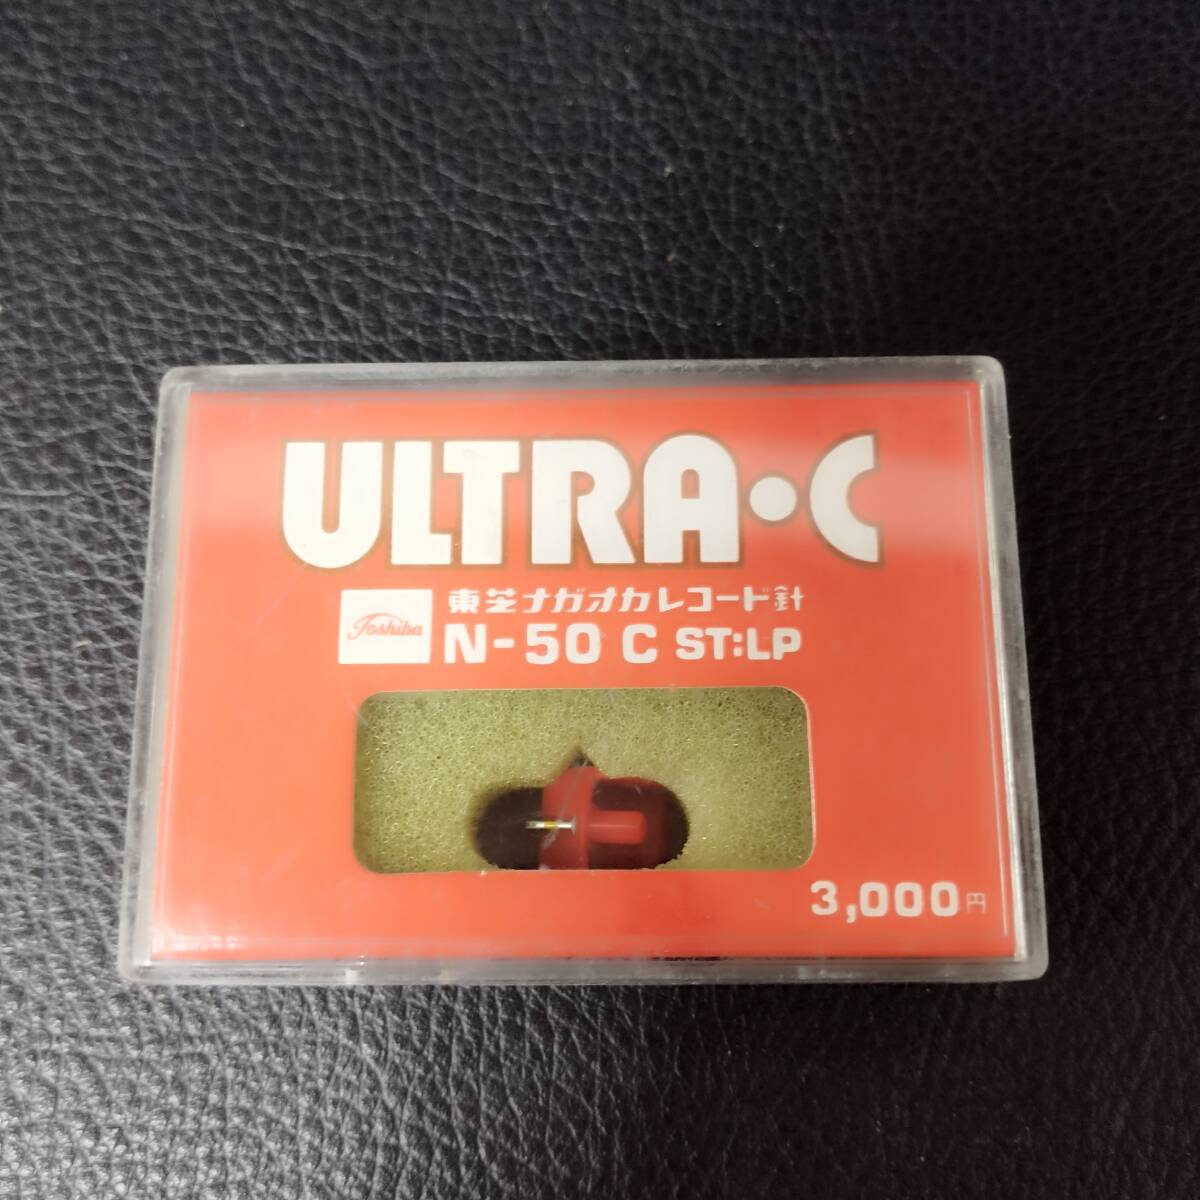 ULTRA•C
東芝ナガオカレコード針
Toshiba
N-50 C ST:LP
3,000円